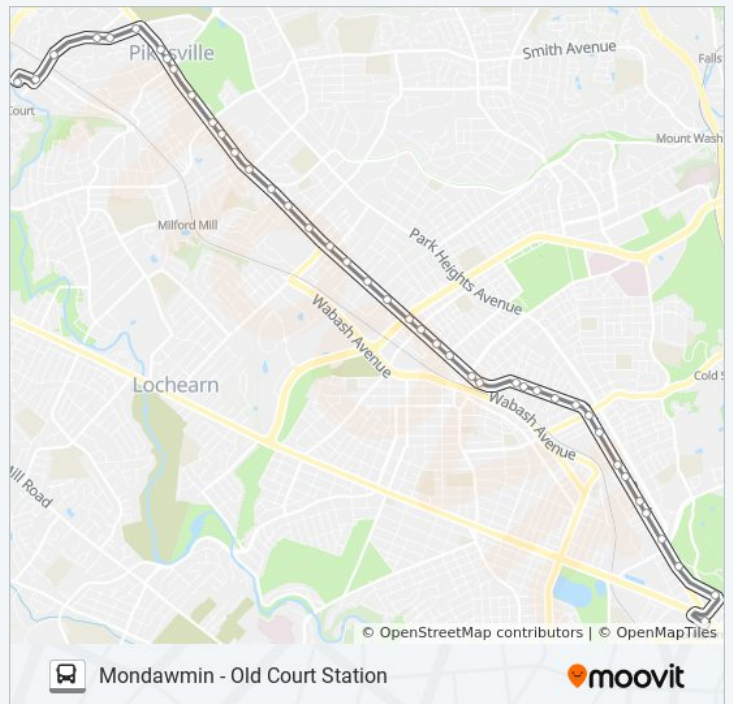 Pikesville
Smith Avenue
Falls
Court
Mount Wash
Milford Mill
Park Heights Avenue
Wabash Avenue
Lochearn
Cold S
Wabash Avenue
Mill Road
© OpenStreetMap contributors | © OpenMapTiles
Mondawmin - Old Court Station
moovit